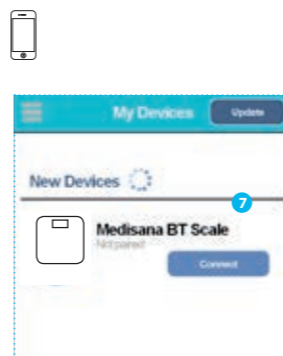 My Devices Update
New Devices
7
Medisana BT Scale
Not paired
Connect